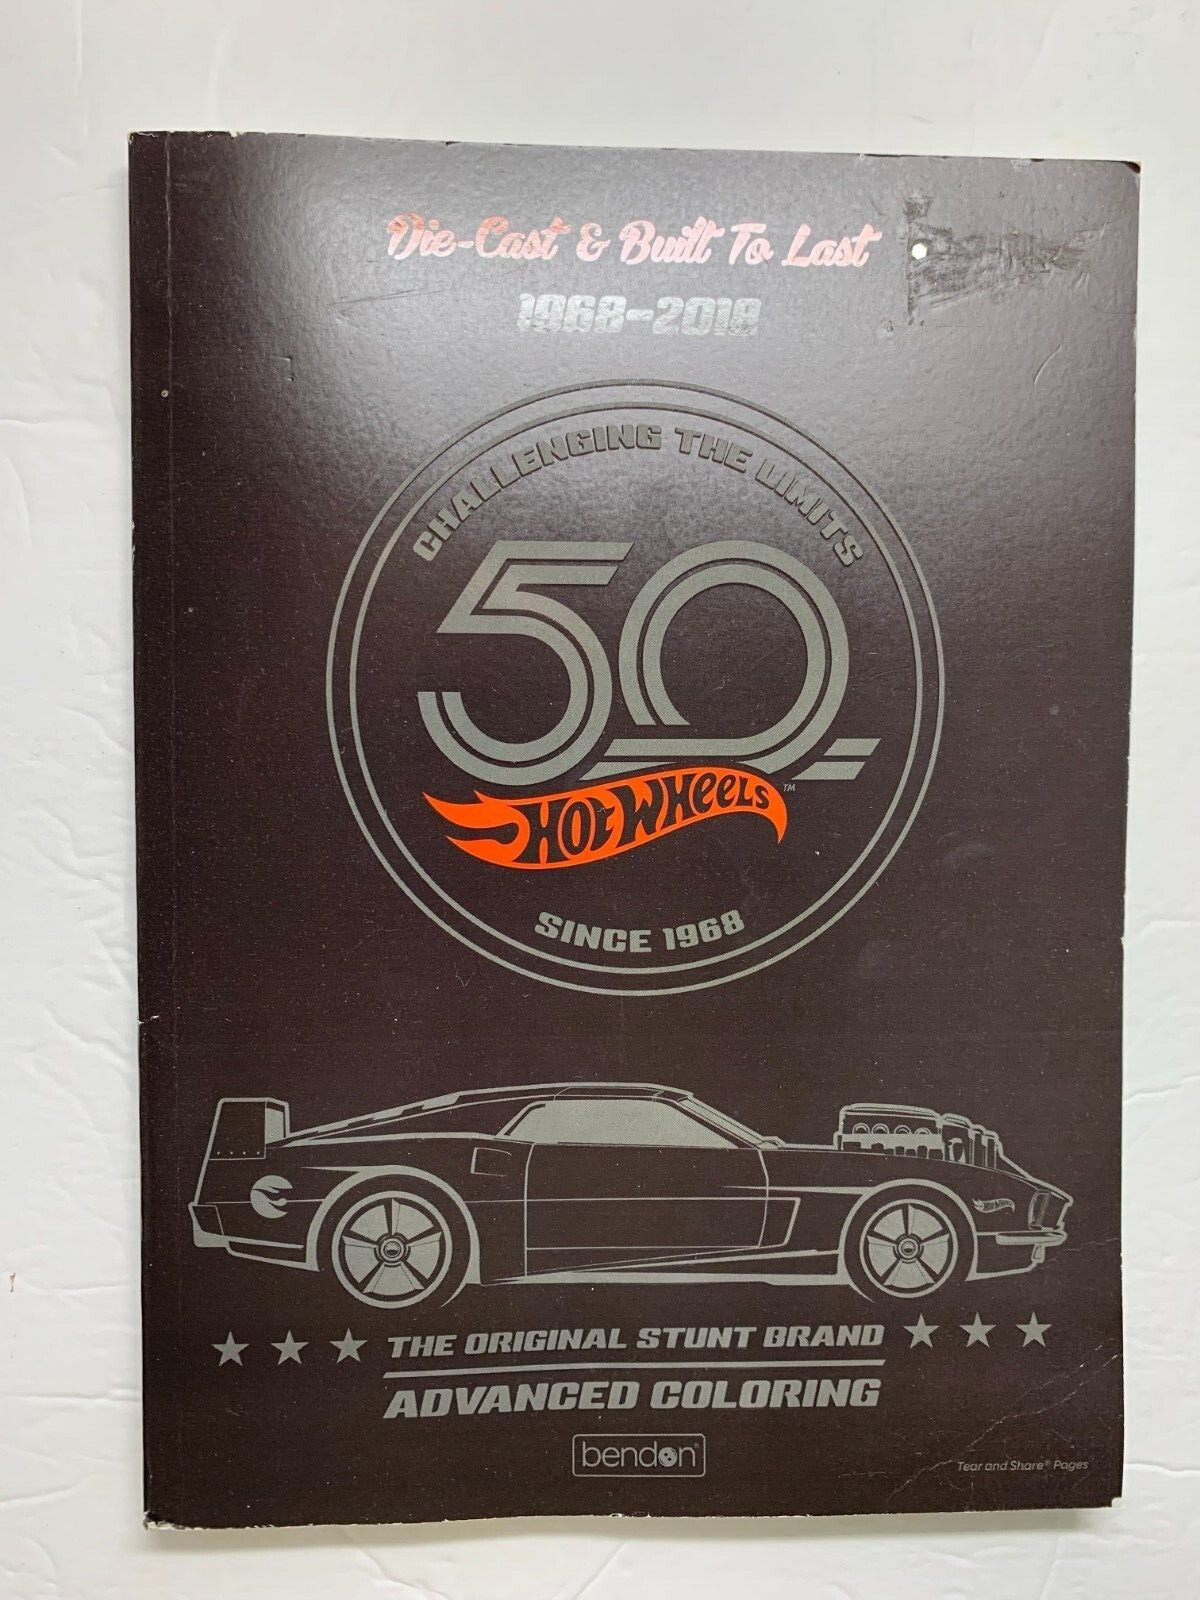 Die-Cast & Built To Last
1968-2018
CHALLENGING THE LIMITS
50
HOT WHEELS™
SINCE 1968
THE ORIGINAL STUNT BRAND
ADVANCED COLORING
bendon®
Tear and Share® Pages